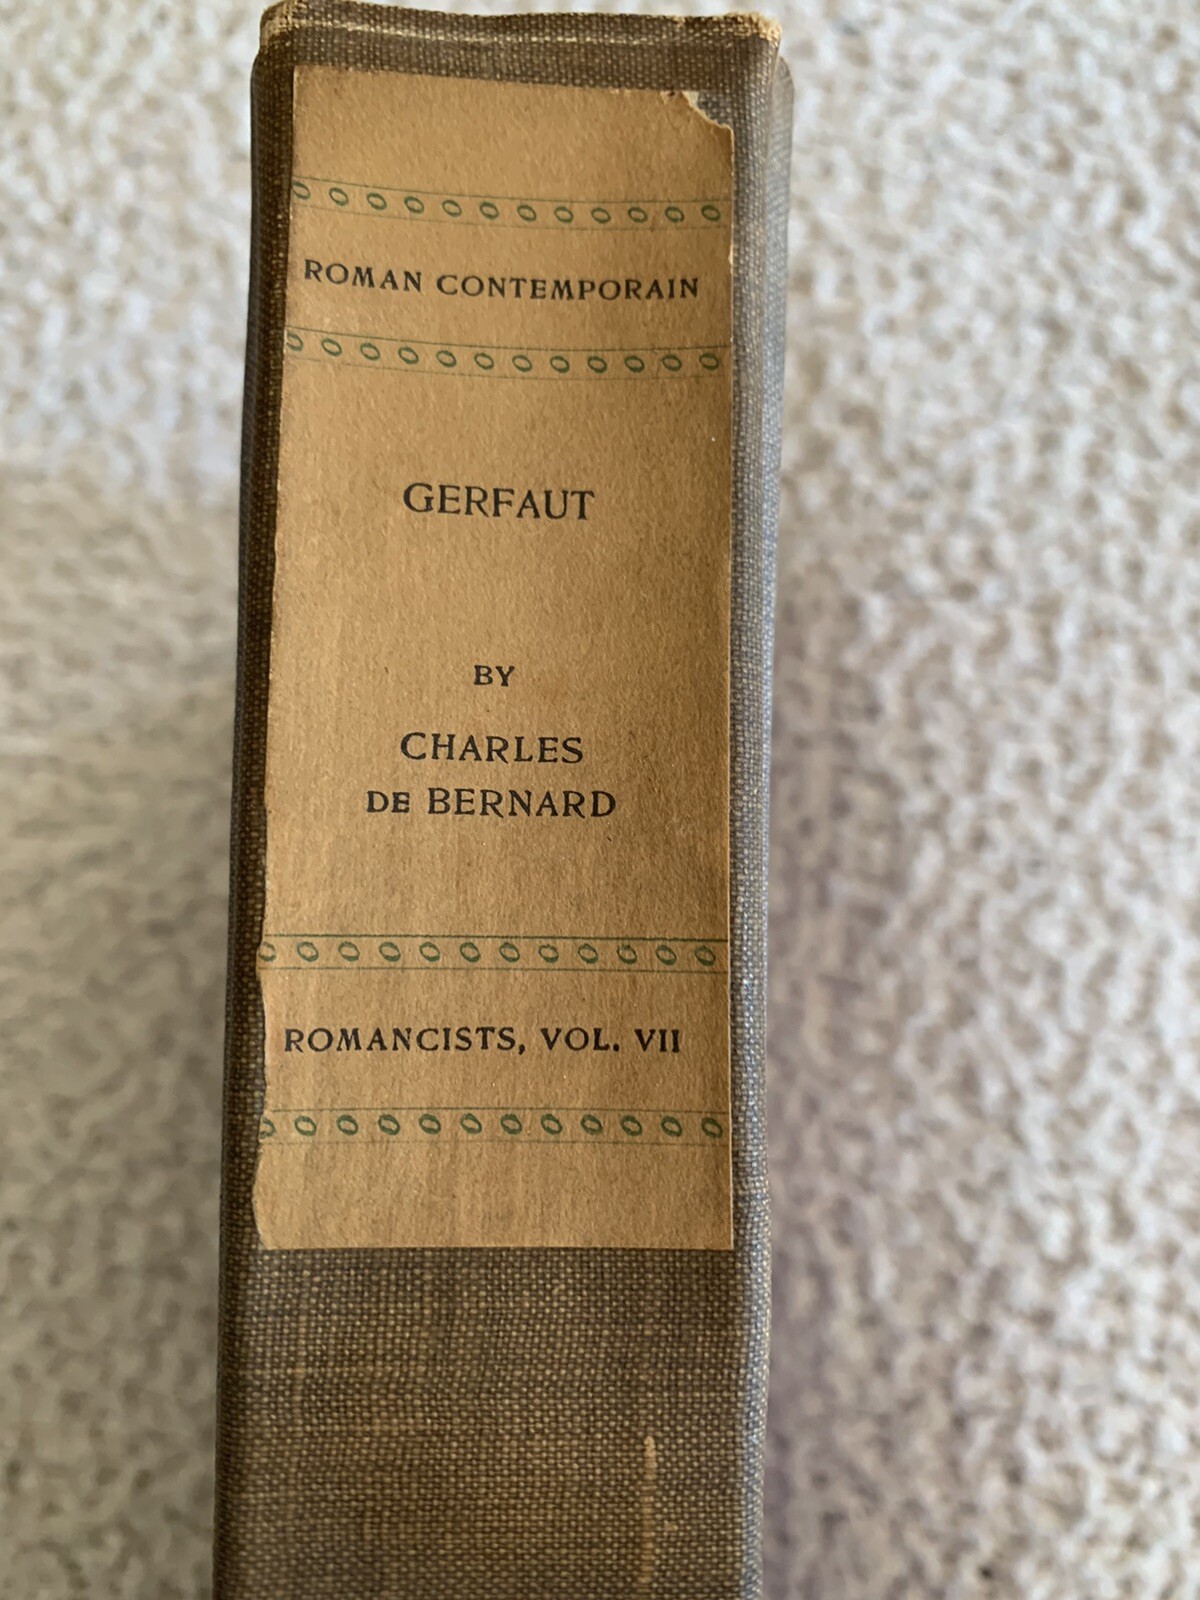 ROMAN CONTEMPORAIN
GERFAUT
BY
CHARLES
DE BERNARD
ROMANCISTS, VOL. VII